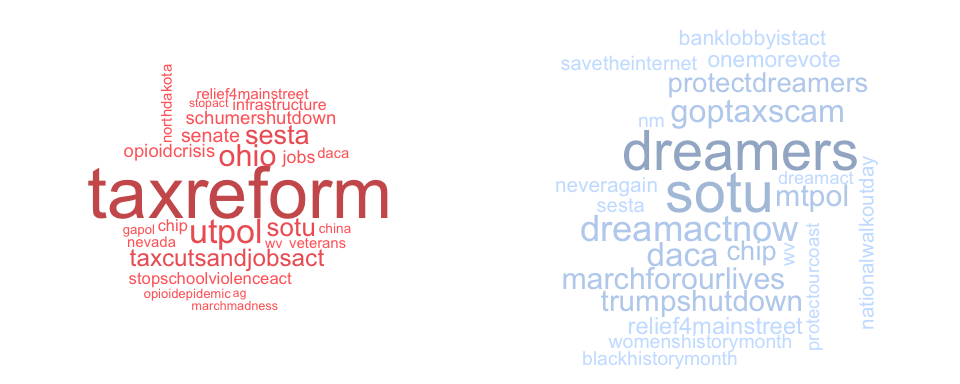 northdakota
relief4mainstreet
stopact infrastructure
schumershutdown
senate sesta
opioidcrisis ohio jobs daca
taxreform
gapol chip utpol sotu china
nevada wv veterans
taxcutsandjobsact
stopschoolviolenceact
opioidepidemic ag
marchmadness
banklobbyistact
savetheinternet onemorevote
protectdreamers
nm goptaxscam
dreamers
neveragain sotu dreamact
sesta mtpol
nationalwalkoutday
dreamactnow
daca chip wv
protectourcoast
marchforourlives
trumpshutdown
relief4mainstreet
womenshistorymonth
blackhistorymonth